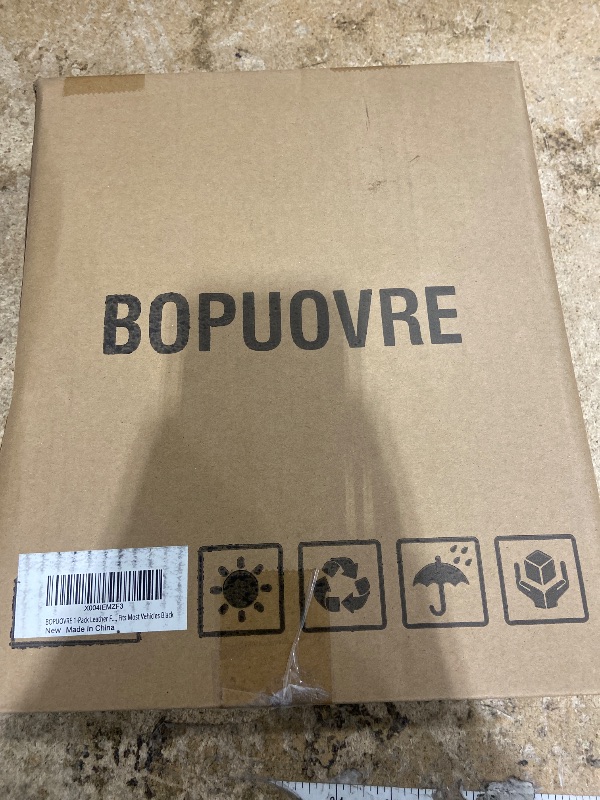 BOPUOVRE
X004IEMZF3
BOPUOVRE 1-Pack Leather F..., Fits Most Vehicles Black
New Made in China